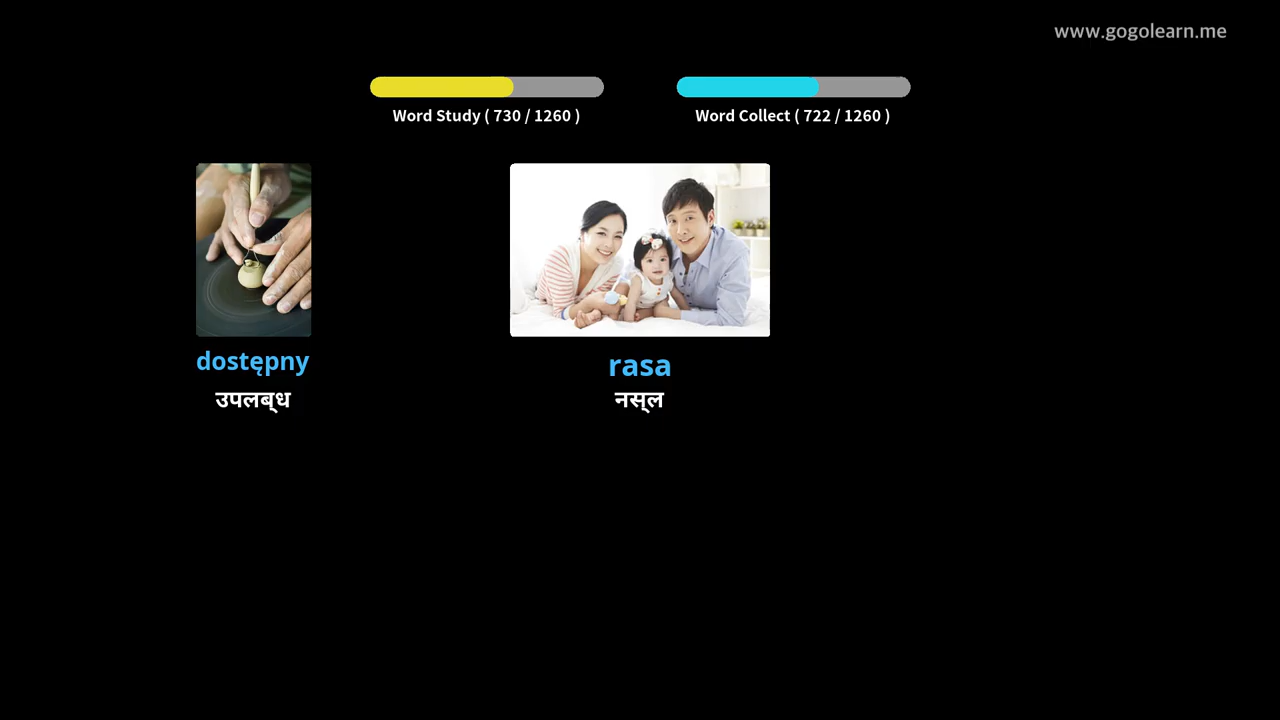 www.gogolearn.me
Word Study ( 730 / 1260 )
Word Collect ( 722 / 1260 )
dostępny
rasa
उपलब्ध
नस्ल